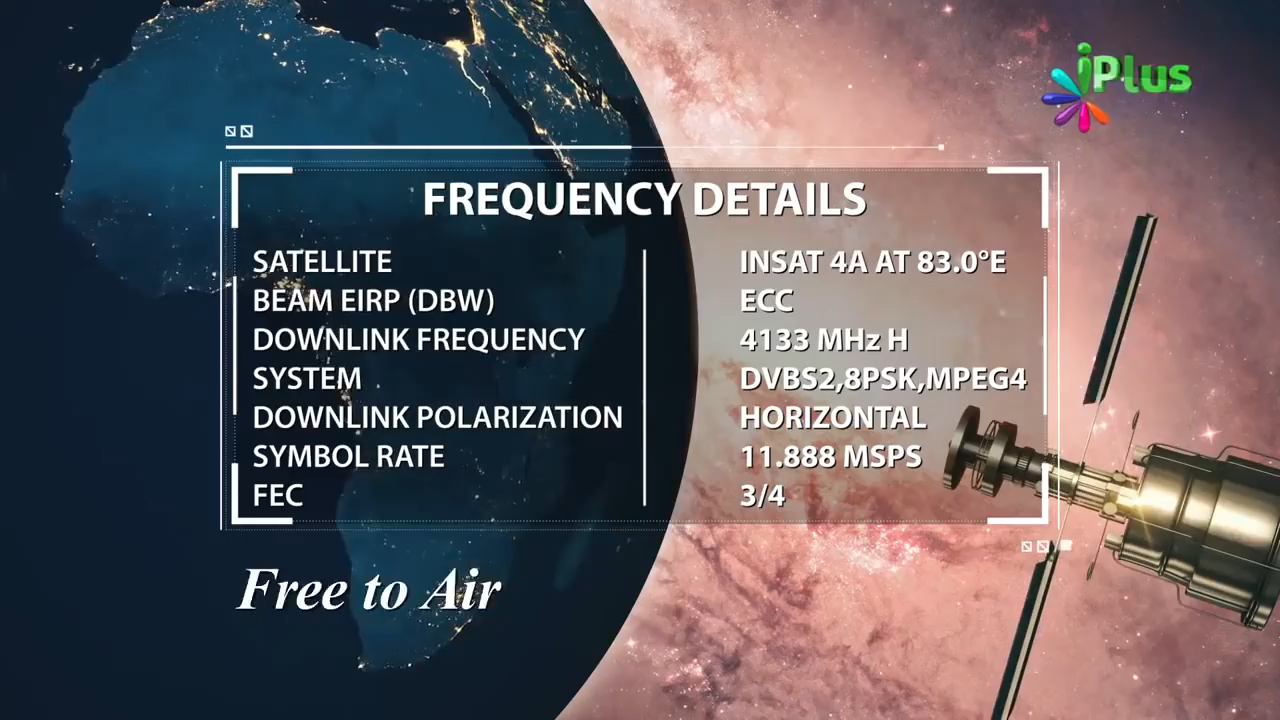 iPlus
FREQUENCY DETAILS
SATELLITE INSAT 4A AT 83.0°E
BEAM EIRP (DBW) ECC
DOWNLINK FREQUENCY 4133 MHz H
SYSTEM DVBS2,8PSK,MPEG4
DOWNLINK POLARIZATION HORIZONTAL
SYMBOL RATE 11.888 MSPS
FEC 3/4
Free to Air